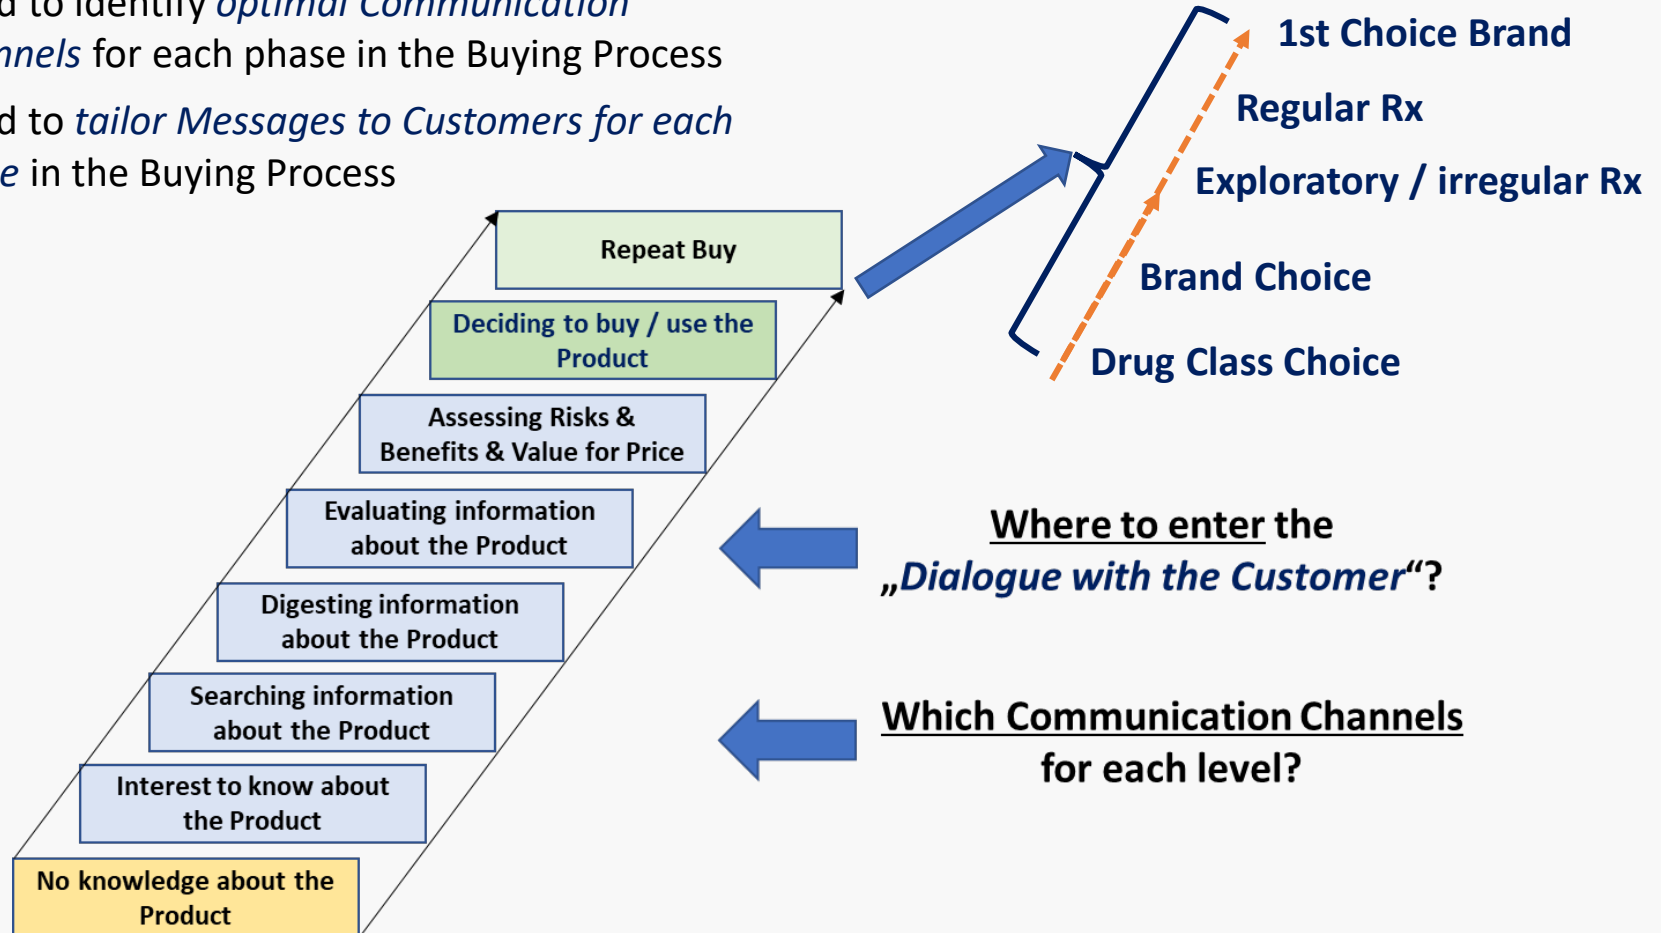 to identify optimal Communication
for each phase in the Buying Process
to tailor Messages to Customers for each
in the Buying Process
1st Choice Brand
Regular Rx
Exploratory / irregular Rx
Brand Choice
Drug Class Choice
Repeat Buy
Deciding to buy / use the
Product
Assessing Risks &
Benefits & Value for Price
Evaluating information
about the Product
Digesting information
about the Product
Searching information
about the Product
Interest to know about
the Product
No knowledge about the
Product
Where to enter the
„Dialogue with the Customer“?
Which Communication Channels
for each level?